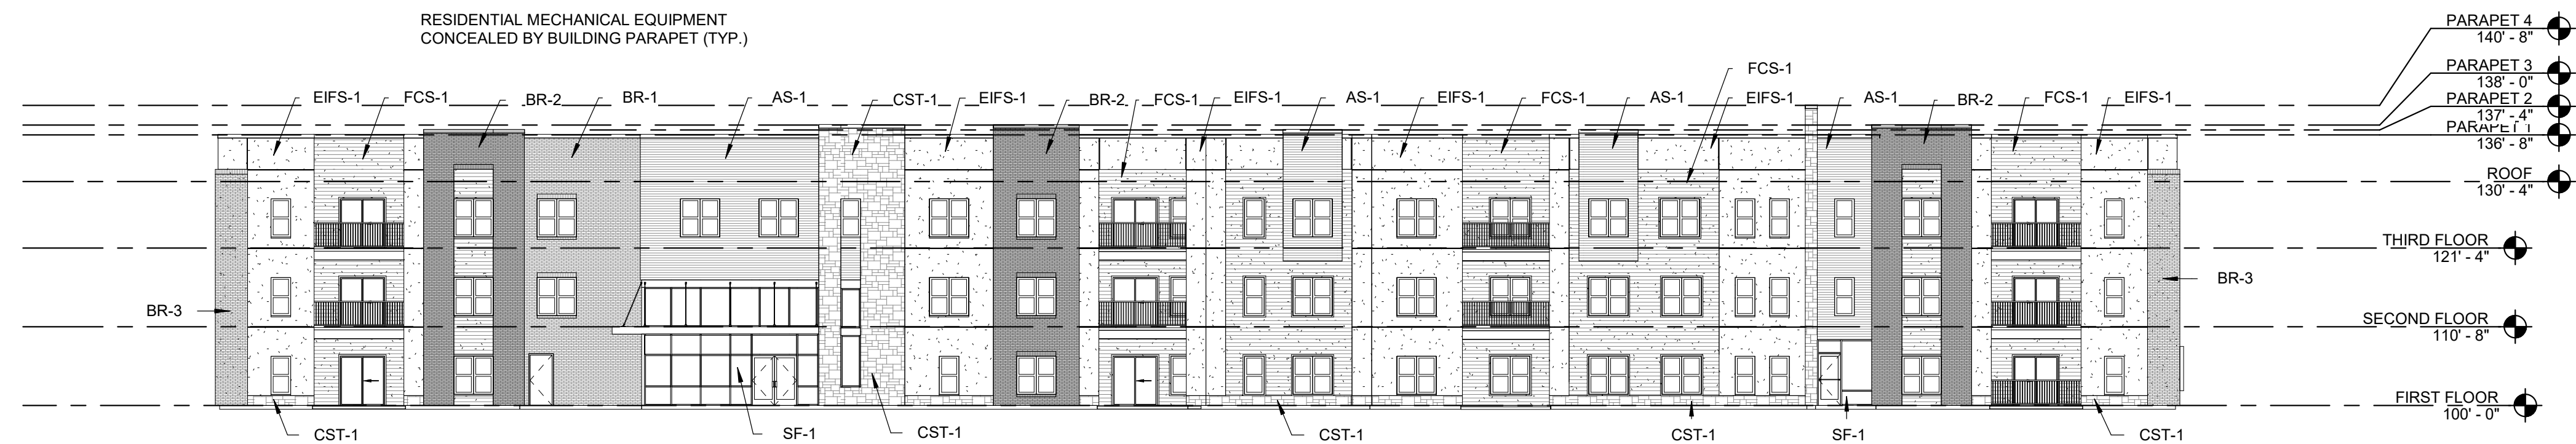 RESIDENTIAL MECHANICAL EQUIPMENT
CONCEALED BY BUILDING PARAPET (TYP.)
PARAPET 4
140' - 8"
PARAPET 3
138' - 0"
PARAPET 2
137' - 4"
PARAPET 1
136' - 8"
ROOF
130' - 4"
THIRD FLOOR
121' - 4"
SECOND FLOOR
110' - 8"
FIRST FLOOR
100' - 0"
FCS-1
EIFS-1 FCS-1 BR-2 BR-1 AS-1 CST-1 EIFS-1 BR-2 FCS-1 EIFS-1 AS-1 EIFS-1 FCS-1 AS-1 EIFS-1 AS-1 BR-2 FCS-1 EIFS-1
BR-3 BR-3
CST-1 SF-1 CST-1 CST-1 CST-1 SF-1 CST-1